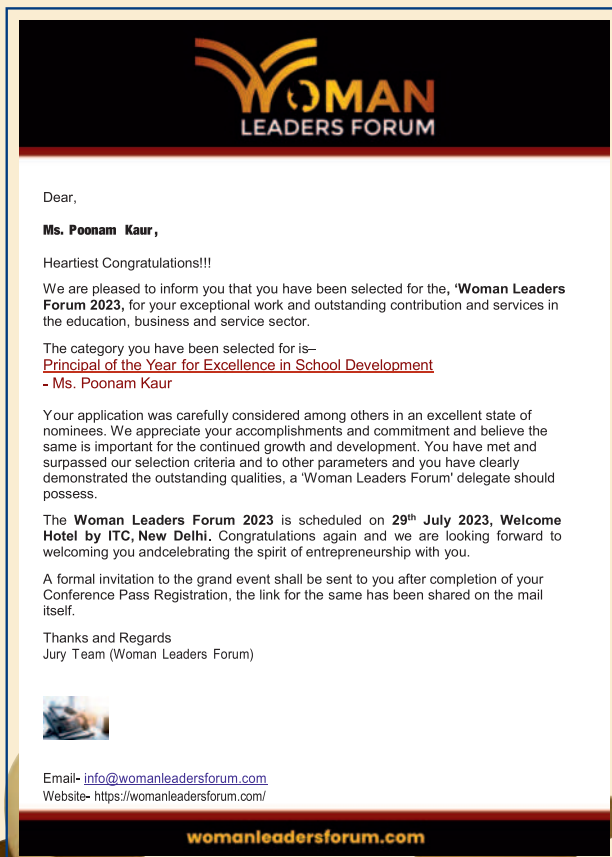 WOMAN
LEADERS FORUM
Dear,
Ms. Poonam Kaur,
Heartiest Congratulations!!!
We are pleased to inform you that you have been selected for the, ‘Woman Leaders
Forum 2023, for your exceptional work and outstanding contribution and services in
the education, business and service sector.
The category you have been selected for is–
Principal of the Year for Excellence in School Development
- Ms. Poonam Kaur
Your application was carefully considered among others in an excellent state of
nominees. We appreciate your accomplishments and commitment and believe the
same is important for the continued growth and development. You have met and
surpassed our selection criteria and to other parameters and you have clearly
demonstrated the outstanding qualities, a ‘Woman Leaders Forum' delegate should
possess.
The Woman Leaders Forum 2023 is scheduled on 29th July 2023, Welcome
Hotel by ITC, New Delhi. Congratulations again and we are looking forward to
welcoming you andcelebrating the spirit of entrepreneurship with you.
A formal invitation to the grand event shall be sent to you after completion of your
Conference Pass Registration, the link for the same has been shared on the mail
itself.
Thanks and Regards
Jury Team (Woman Leaders Forum)
Email- info@womanleadersforum.com
Website- https://womanleadersforum.com/
womanleadersforum.com